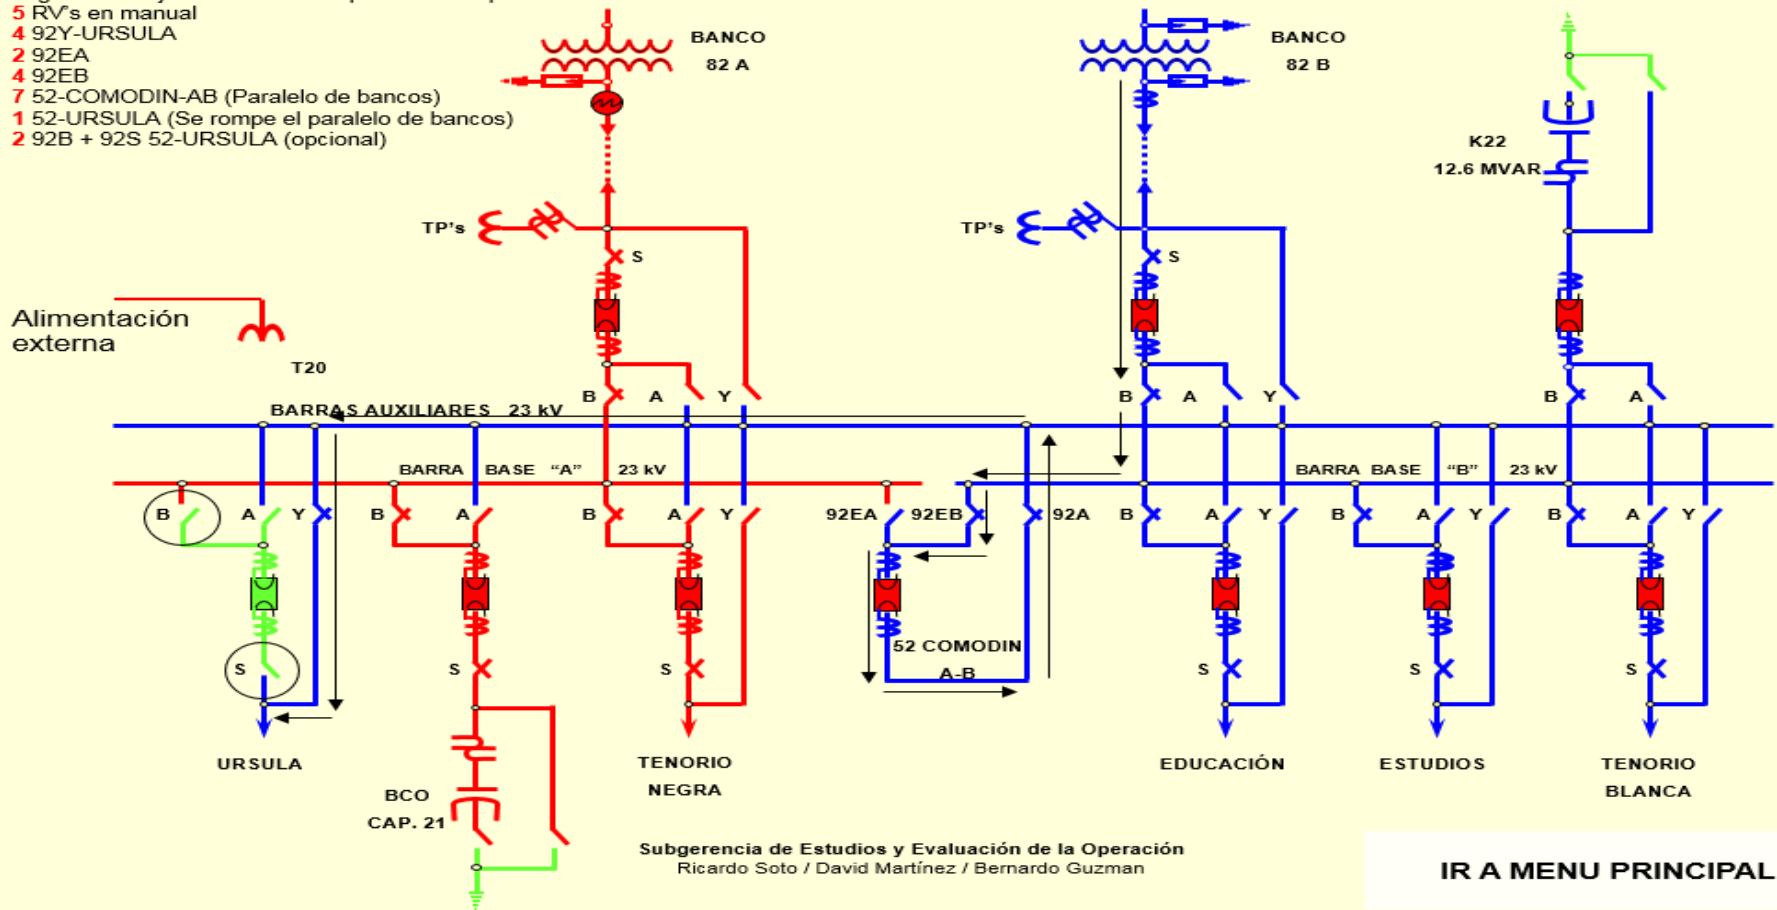 5 RV's en manual
4 92Y-URSULA
2 92EA
4 92EB
7 52-COMODIN-AB (Paralelo de bancos)
1 52-URSULA (Se rompe el paralelo de bancos)
2 92B + 92S 52-URSULA (opcional)
BANCO
82 A
BANCO
82 B
K22
12.6 MVAR
TP's
TP's
S
S
Alimentación
externa
T20
B A Y
B A Y
B A
BARRAS AUXILIARES 23 kV
BARRA BASE “A” 23 kV
BARRA BASE “B” 23 kV
B A Y
B A
B A Y
92EA 92EB 92A
B A Y
B A Y
B A Y
52 COMODIN
A-B
S
S
S
S
S
S
URSULA
BCO
CAP. 21
TENORIO
NEGRA
EDUCACIÓN
ESTUDIOS
TENORIO
BLANCA
Subgerencia de Estudios y Evaluación de la Operación
Ricardo Soto / David Martínez / Bernardo Guzman
IR A MENU PRINCIPAL